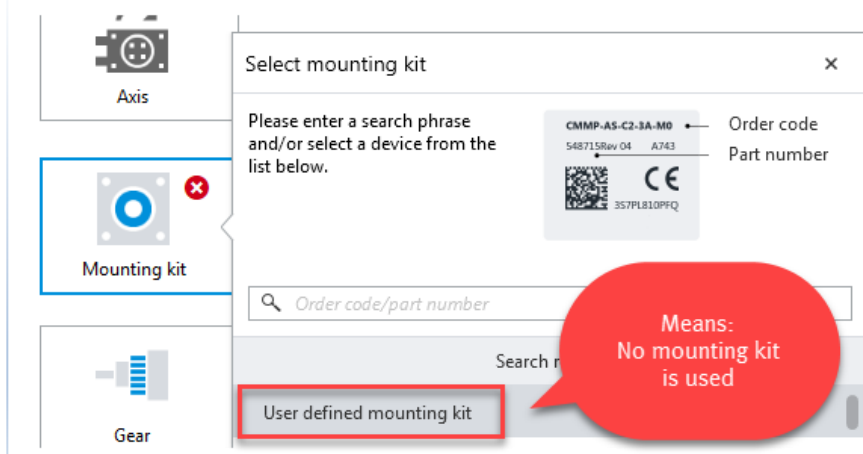 Axis
Select mounting kit
×
Please enter a search phrase
and/or select a device from the
list below.
CMMP-AS-C2-3A-M0
548715Rev 04 A743
CE
3S7PL810PFQ
Order code
Part number
Mounting kit
Order code/part number
Search
Means:
No mounting kit
is used
User defined mounting kit
Gear